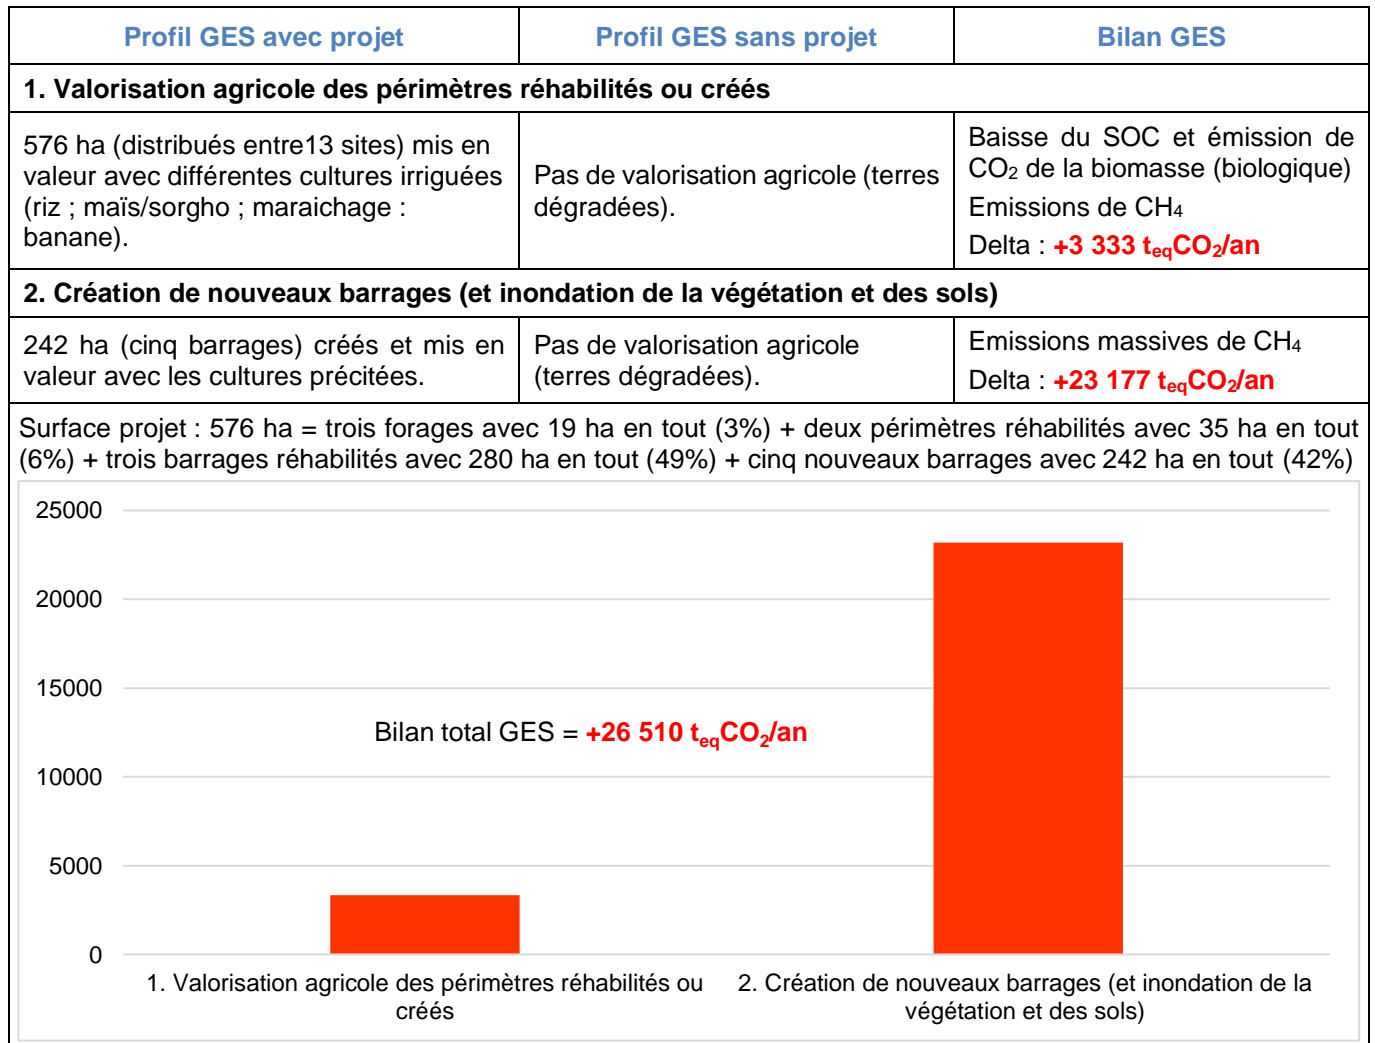 Profil GES avec projet
Profil GES sans projet
Bilan GES
1. Valorisation agricole des périmètres réhabilités ou créés
576 ha (distribués entre13 sites) mis en
valeur avec différentes cultures irriguées
(riz ; maïs/sorgho ; maraichage :
banane).
Pas de valorisation agricole (terres
dégradées).
Baisse du SOC et émission de
CO₂ de la biomasse (biologique)
Emissions de CH₄
Delta : +3 333 teqCO₂/an
2. Création de nouveaux barrages (et inondation de la végétation et des sols)
242 ha (cinq barrages) créés et mis en
valeur avec les cultures précitées.
Pas de valorisation agricole
(terres dégradées).
Emissions massives de CH₄
Delta : +23 177 teqCO₂/an
Surface projet : 576 ha = trois forages avec 19 ha en tout (3%) + deux périmètres réhabilités avec 35 ha en tout
(6%) + trois barrages réhabilités avec 280 ha en tout (49%) + cinq nouveaux barrages avec 242 ha en tout (42%)
25000
20000
15000
Bilan total GES = +26 510 teqCO₂/an
10000
5000
0
1. Valorisation agricole des périmètres réhabilités ou
créés
2. Création de nouveaux barrages (et inondation de la
végétation et des sols)